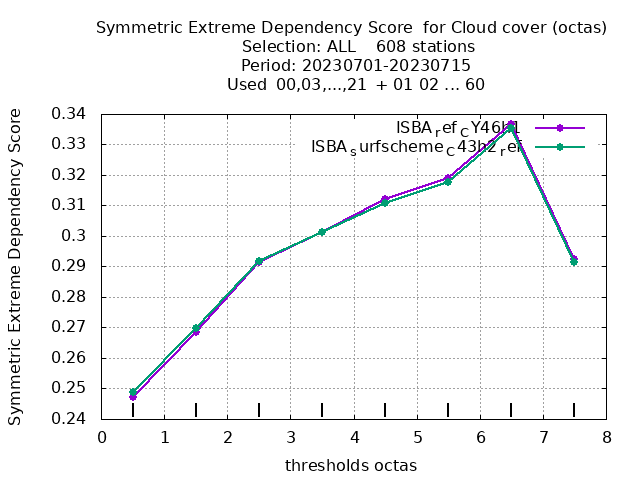 Symmetric Extreme Dependency Score for Cloud cover (octas)
Selection: ALL 608 stations
Period: 20230701-20230715
Used 00,03,...,21 + 01 02 ... 60
Symmetric Extreme Dependency Score
0.34
0.33
0.32
0.31
0.3
0.29
0.28
0.27
0.26
0.25
0.24
ISBA_ref_CY46h1
ISBA_surfscheme_C43h2_ref
0 1 2 3 4 5 6 7 8
thresholds octas